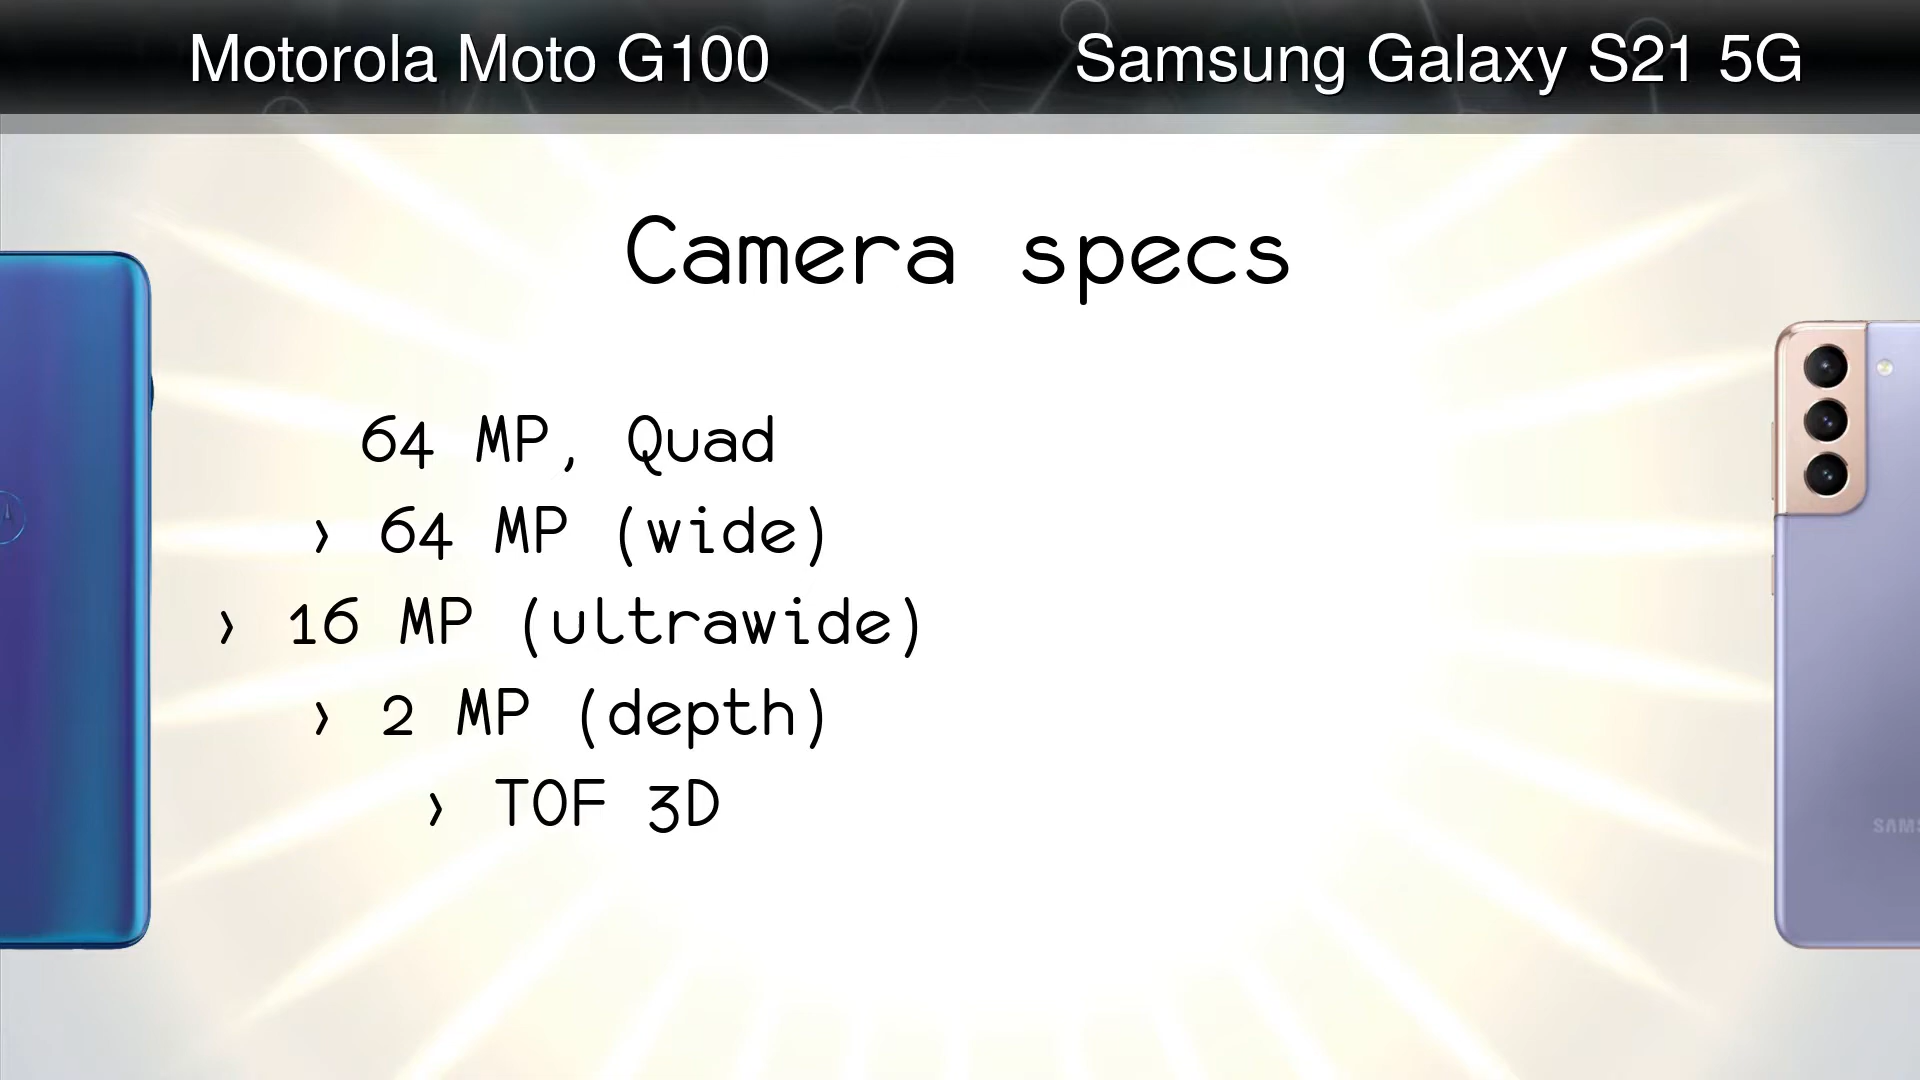 Motorola Moto G100
Samsung Galaxy S21 5G
Camera specs
64 MP, Quad
› 64 MP (wide)
› 16 MP (ultrawide)
› 2 MP (depth)
› TOF 3D
SAMS